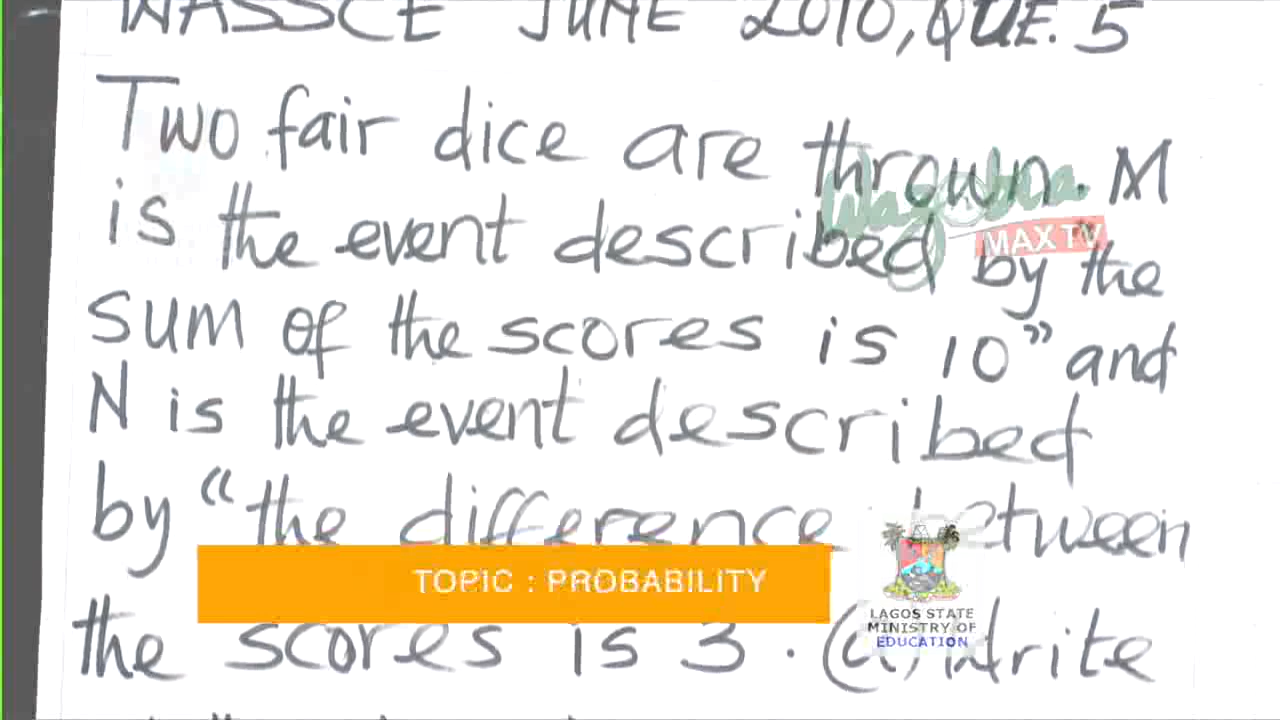 WASSCE JUNE 2010, QUE. 5
Two fair dice are thrown. M
is the event described by the
sum of the scores is 10” and
N is the event described
by “the difference between
the scores is 3. (a) Write
Wazobia
MAX TV
TOPIC : PROBABILITY
LAGOS STATE
MINISTRY OF
EDUCATION